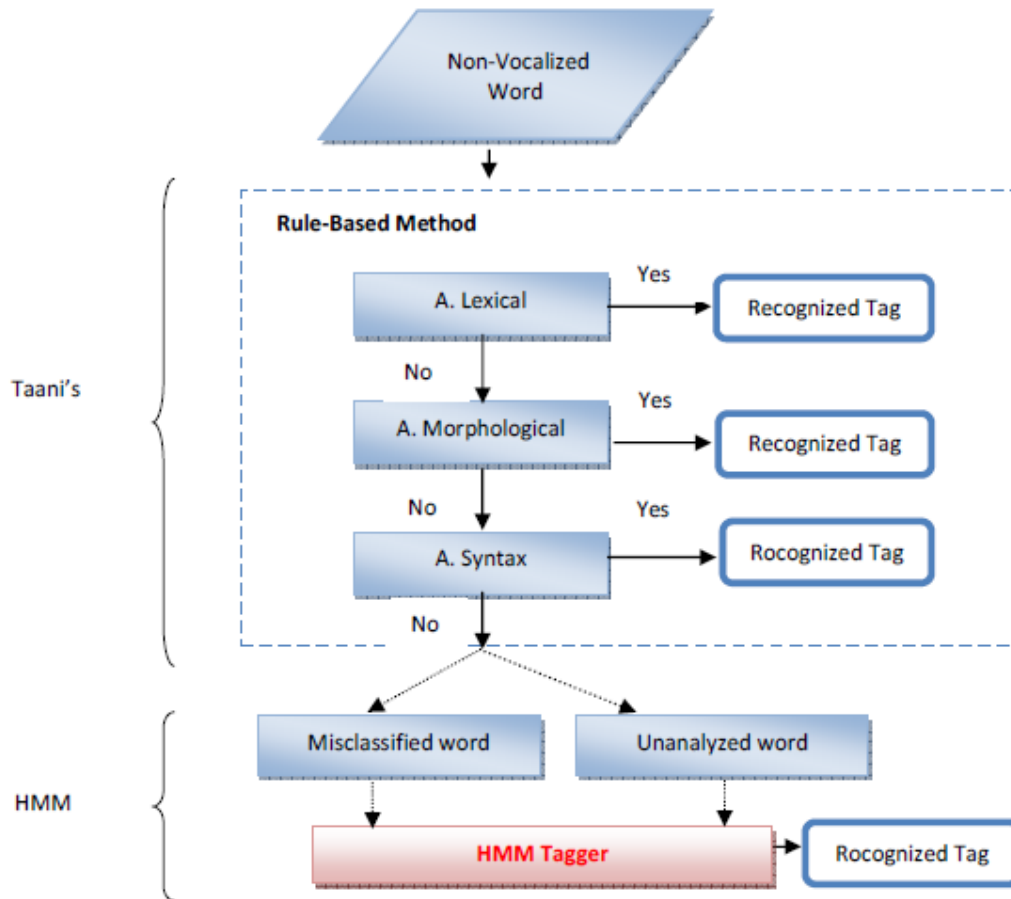 Non-Vocalized
Word
Rule-Based Method
A. Lexical
Yes
Recognized Tag
No
Taani's
A. Morphological
Yes
Recognized Tag
No
A. Syntax
Yes
Rocognized Tag
No
Misclassified word
Unanalyzed word
HMM
HMM Tagger
Rocognized Tag